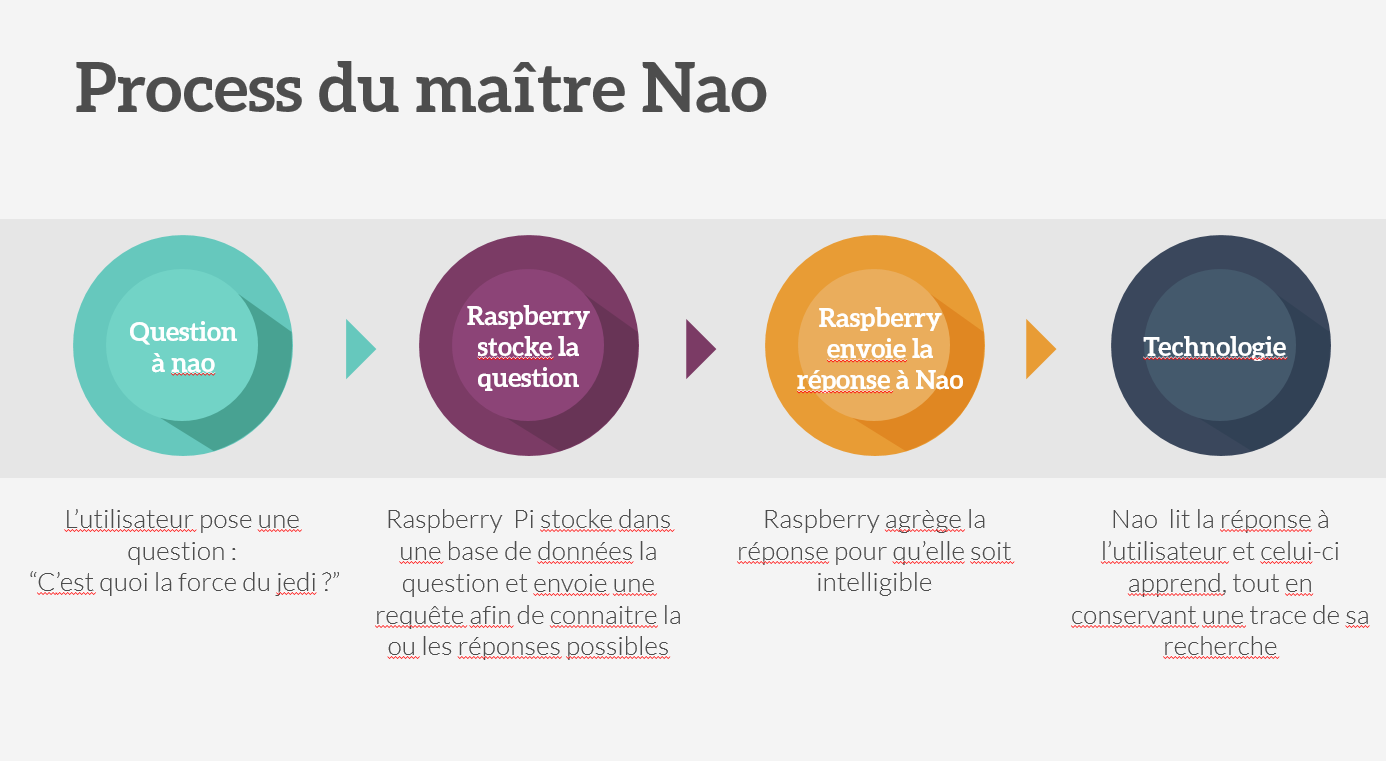 Process du maître Nao
Question
à nao
Raspberry
stocke la
question
Raspberry
envoie la
réponse à Nao
Technologie
L’utilisateur pose une
question :
“C’est quoi la force du jedi ?”
Raspberry  Pi stocke dans
une base de données la
question et envoie une
requête afin de connaitre la
ou les réponses possibles
Raspberry agrège la
réponse pour qu’elle soit
intelligible
Nao  lit la réponse à
l’utilisateur et celui-ci
apprend, tout en
conservant une trace de sa
recherche